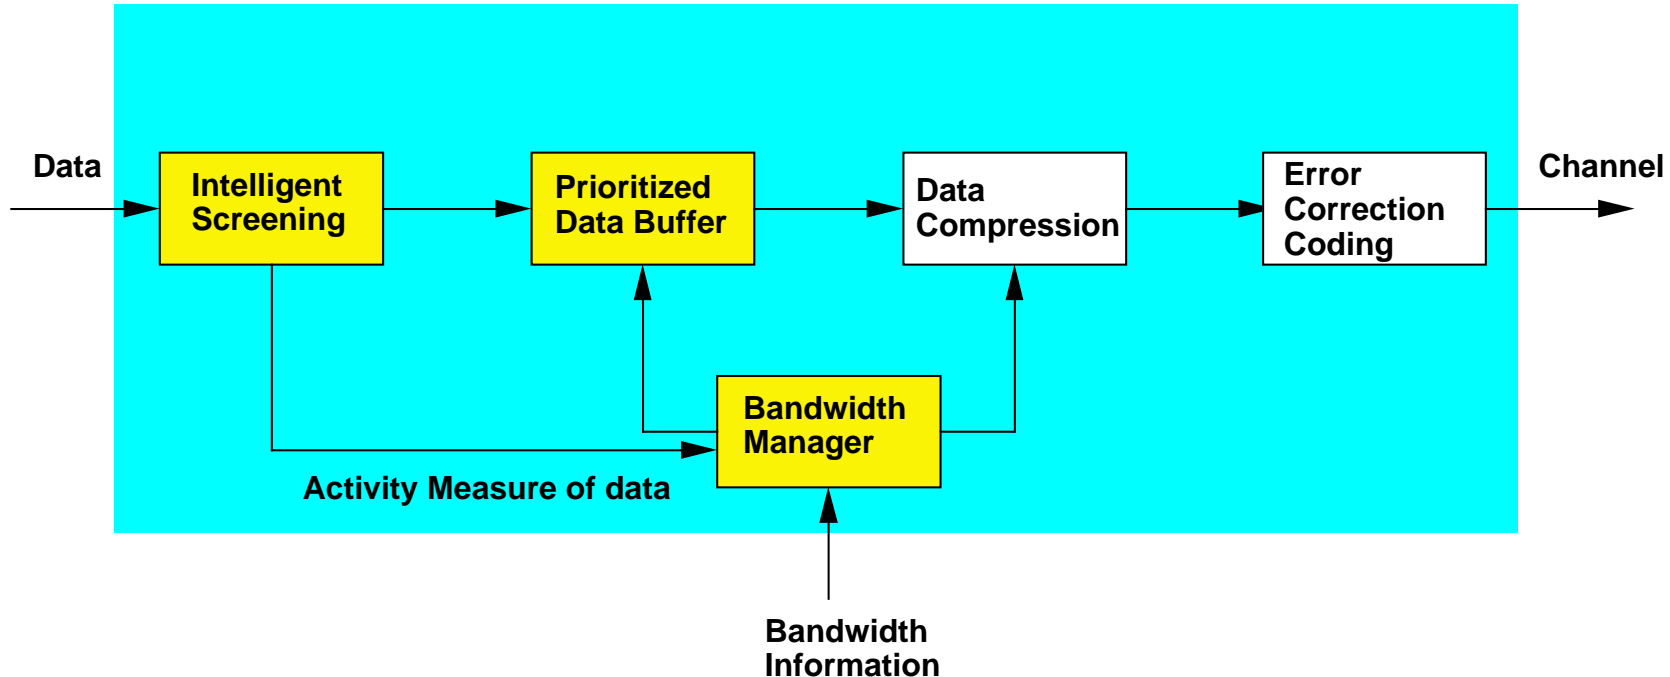 Data
Intelligent
Screening
Prioritized
Data Buffer
Data
Compression
Error
Correction
Coding
Channel
Bandwidth
Manager
Activity Measure of data
Bandwidth
Information